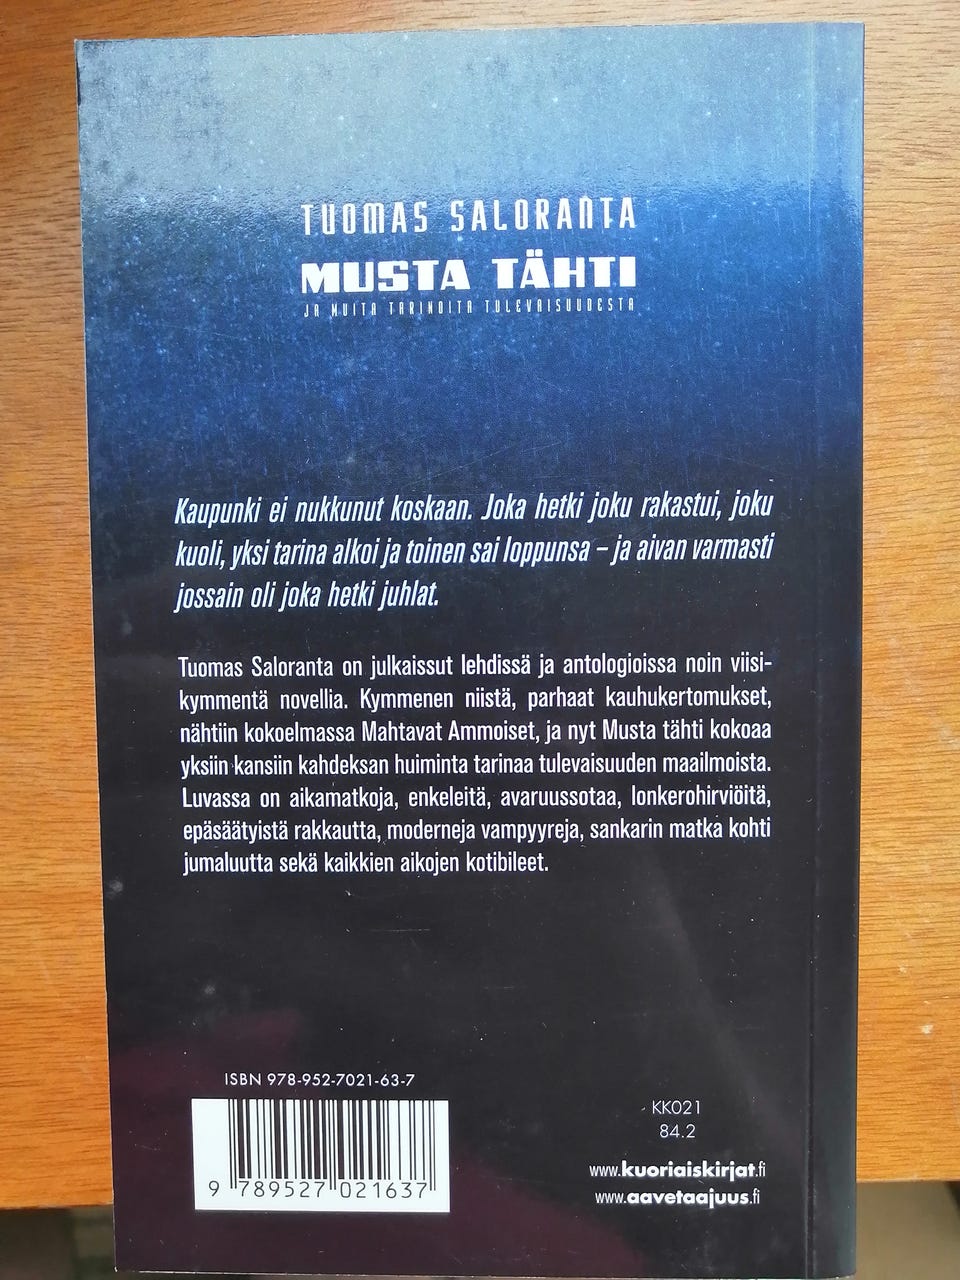 TUOMAS SALORANTA
MUSTA TÄHTI
JA MUITA TARINOITA TULEVAISUUDESTA
Kaupunki ei nukkunut koskaan. Joka hetki joku rakastui, joku
kuoli, yksi tarina alkoi ja toinen sai loppunsa – ja aivan varmasti
jossain oli joka hetki juhlat.
Tuomas Saloranta on julkaissut lehdissä ja antologioissa noin viisi-
kymmentä novellia. Kymmenen niistä, parhaat kauhukertomukset,
nähtiin kokoelmassa Mahtavat Ammoiset, ja nyt Musta tähti kokoaa
yksiin kansiin kahdeksan huiminta tarinaa tulevaisuuden maailmoista.
Luvassa on aikamatkoja, enkeleitä, avaruussotaa, lonkerohirviöitä,
epäsäätyistä rakkautta, moderneja vampyyreja, sankarin matka kohti
jumaluutta sekä kaikkien aikojen kotibileet.
ISBN 978-952-7021-63-7
9 789527 021637
KK021
84.2
www.kuoriaiskirjat.fi
www.aavetaajuus.fi